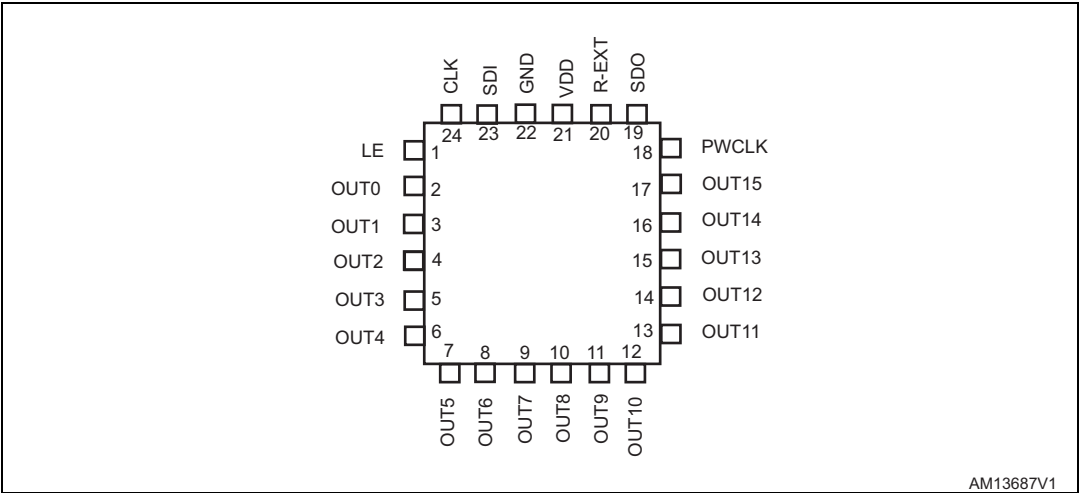 CLK SDI GND VDD R-EXT SDO
24 23 22 21 20 19
LE 1 18 PWCLK
OUT0 2 17 OUT15
OUT1 3 16 OUT14
OUT2 4 15 OUT13
OUT3 5 14 OUT12
OUT4 6 13 OUT11
7 8 9 10 11 12
OUT5 OUT6 OUT7 OUT8 OUT9 OUT10
AM13687V1